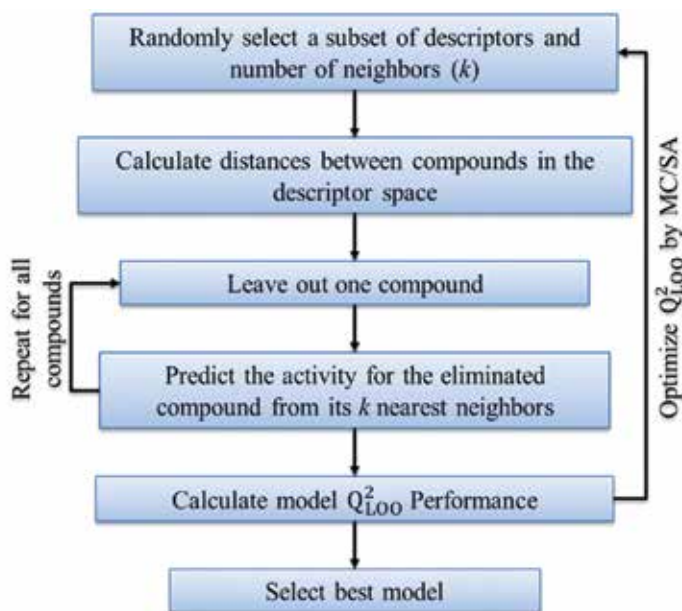 Randomly select a subset of descriptors and
number of neighbors (k)
Calculate distances between compounds in the
descriptor space
Leave out one compound
Repeat for all
compounds
Predict the activity for the eliminated
compound from its k nearest neighbors
Calculate model Q²LOO Performance
Optimize Q²LOO by MC/SA
Select best model